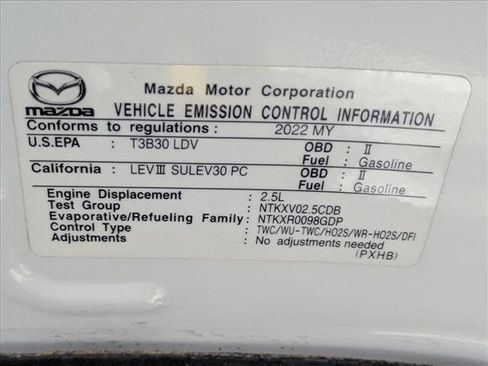 Mazda Motor Corporation
mazda VEHICLE EMISSION CONTROL INFORMATION
Conforms to regulations : 2022 MY
U.S.EPA : T3B30 LDV OBD : II
Fuel : Gasoline
California : LEVIII SULEV30 PC OBD : II
Fuel : Gasoline
Engine Displacement : 2.5L
Test Group : NTKXV02.5CDB
Evaporative/Refueling Family: NTKXR0098GDP
Control Type : TWC/WU-TWC/HO2S/WR-HO2S/DFI
Adjustments : No adjustments needed
(PXHB)